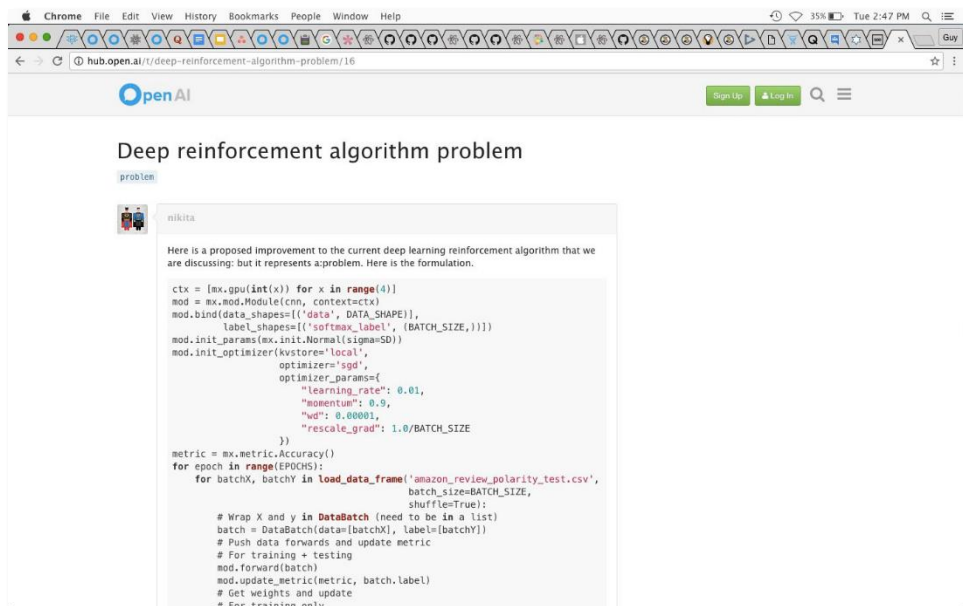 Chrome File Edit View History Bookmarks People Window Help 35% Tue 2:47 PM
Guy
hub.open.ai/t/deep-reinforcement-algorithm-problem/16
Open AI Sign Up Log In
Deep reinforcement algorithm problem
problem
nikita
Here is a proposed improvement to the current deep learning reinforcement algorithm that we
are discussing: but it represents a:problem. Here is the formulation.
ctx = [mx.gpu(int(x)) for x in range(4)]
mod = mx.mod.Module(cnn, context=ctx)
mod.bind(data_shapes=[('data', DATA_SHAPE)],
label_shapes=[('softmax_label', (BATCH_SIZE,))])
mod.init_params(mx.init.Normal(sigma=SD))
mod.init_optimizer(kvstore='local',
optimizer='sgd',
optimizer_params={
"learning_rate": 0.01,
"momentum": 0.9,
"wd": 0.00001,
"rescale_grad": 1.0/BATCH_SIZE
})
metric = mx.metric.Accuracy()
for epoch in range(EPOCHS):
for batchX, batchY in load_data_frame('amazon_review_polarity_test.csv',
batch_size=BATCH_SIZE,
shuffle=True):
# Wrap X and y in DataBatch (need to be in a list)
batch = DataBatch(data=[batchX], label=[batchY])
# Push data forwards and update metric
# For training + testing
mod.forward(batch)
mod.update_metric(metric, batch.label)
# Get weights and update
# For training only